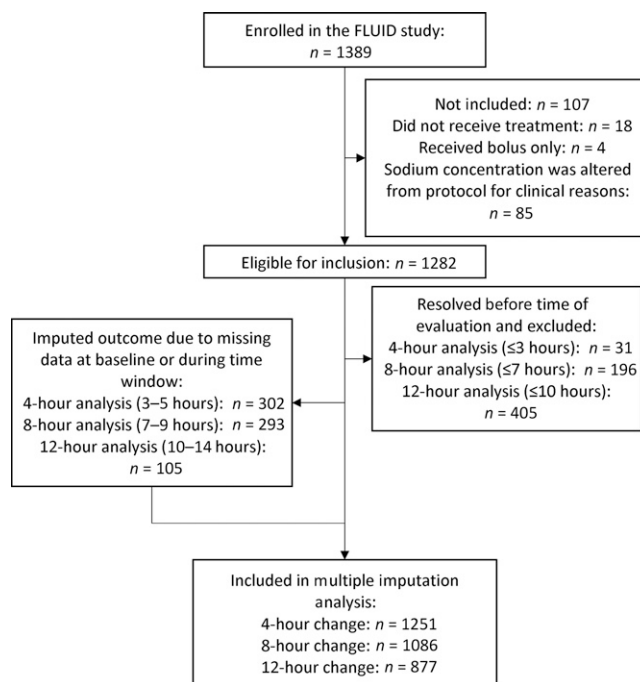 Enrolled in the FLUID study:
n = 1389
Not included: n = 107
Did not receive treatment: n = 18
Received bolus only: n = 4
Sodium concentration was altered
from protocol for clinical reasons:
n = 85
Eligible for inclusion: n = 1282
Resolved before time of
evaluation and excluded:
4-hour analysis (≤3 hours): n = 31
8-hour analysis (≤7 hours): n = 196
12-hour analysis (≤10 hours):
n = 405
Imputed outcome due to missing
data at baseline or during time
window:
4-hour analysis (3–5 hours): n = 302
8-hour analysis (7–9 hours): n = 293
12-hour analysis (10–14 hours):
n = 105
Included in multiple imputation
analysis:
4-hour change: n = 1251
8-hour change: n = 1086
12-hour change: n = 877